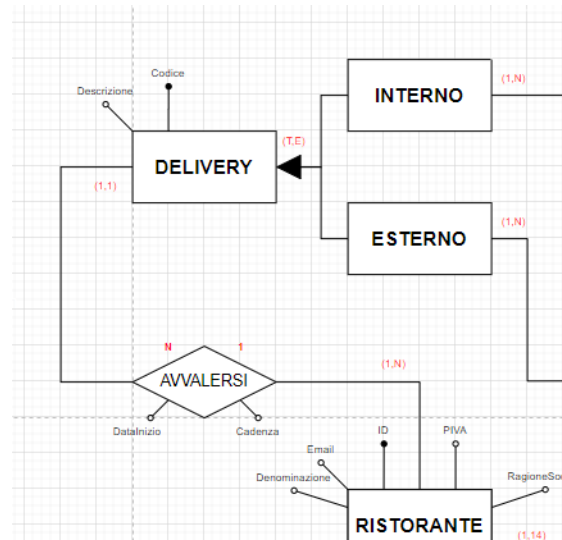 Codice
Descrizione
INTERNO
(1,N)
DELIVERY
(T,E)
(1,1)
ESTERNO
(1,N)
N
1
AVVALERSI
(1,N)
DataInizio
Cadenza
ID
PIVA
Email
Denominazione
RISTORANTE
(1,14)